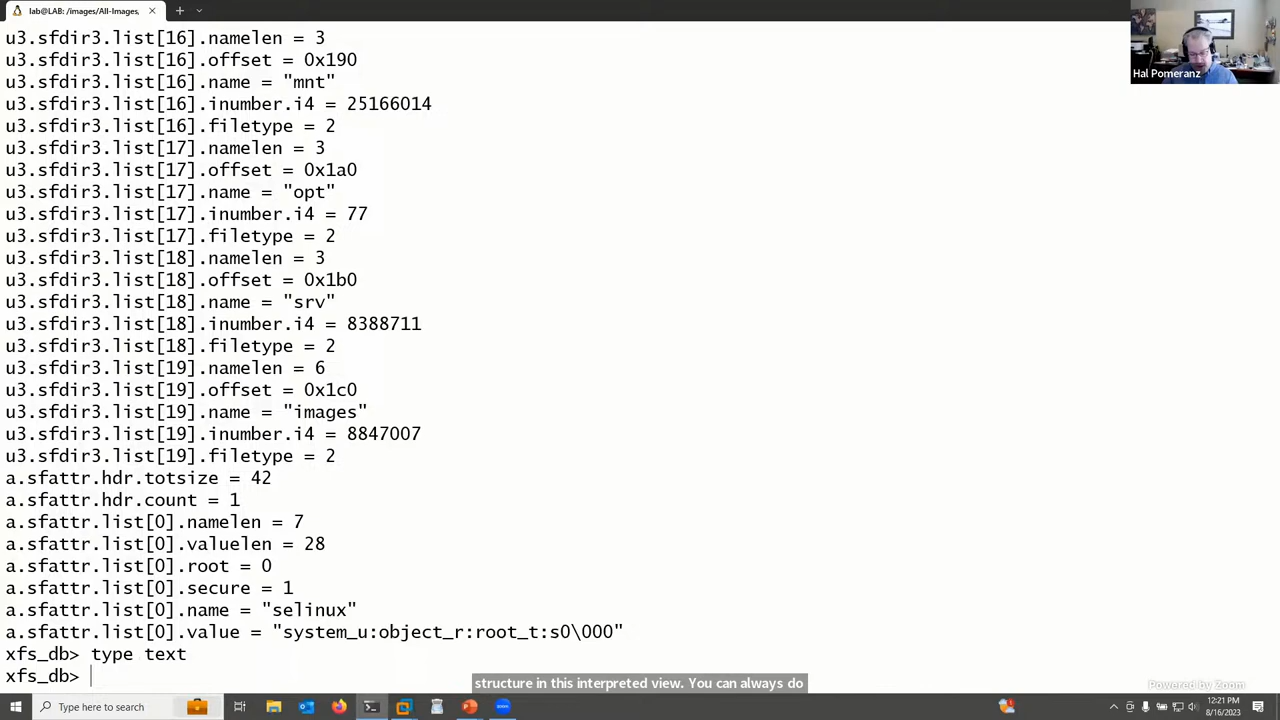 lab@LAB: /images/All-Images,
u3.sfdir3.list[16].namelen = 3
u3.sfdir3.list[16].offset = 0x190
u3.sfdir3.list[16].name = "mnt"
u3.sfdir3.list[16].inumber.i4 = 25166014
u3.sfdir3.list[16].filetype = 2
u3.sfdir3.list[17].namelen = 3
u3.sfdir3.list[17].offset = 0x1a0
u3.sfdir3.list[17].name = "opt"
u3.sfdir3.list[17].inumber.i4 = 77
u3.sfdir3.list[17].filetype = 2
u3.sfdir3.list[18].namelen = 3
u3.sfdir3.list[18].offset = 0x1b0
u3.sfdir3.list[18].name = "srv"
u3.sfdir3.list[18].inumber.i4 = 8388711
u3.sfdir3.list[18].filetype = 2
u3.sfdir3.list[19].namelen = 6
u3.sfdir3.list[19].offset = 0x1c0
u3.sfdir3.list[19].name = "images"
u3.sfdir3.list[19].inumber.i4 = 8847007
u3.sfdir3.list[19].filetype = 2
a.sfattr.hdr.totsize = 42
a.sfattr.hdr.count = 1
a.sfattr.list[0].namelen = 7
a.sfattr.list[0].valuelen = 28
a.sfattr.list[0].root = 0
a.sfattr.list[0].secure = 1
a.sfattr.list[0].name = "selinux"
a.sfattr.list[0].value = "system_u:object_r:root_t:s0\000"
xfs_db> type text
xfs_db>
Hal Pomeranz
structure in this interpreted view. You can always do
Powered by Zoom
Type here to search
12:21 PM
8/16/2023